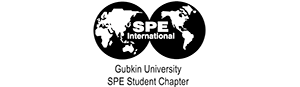 SPE
International
Gubkin University
SPE Student Chapter